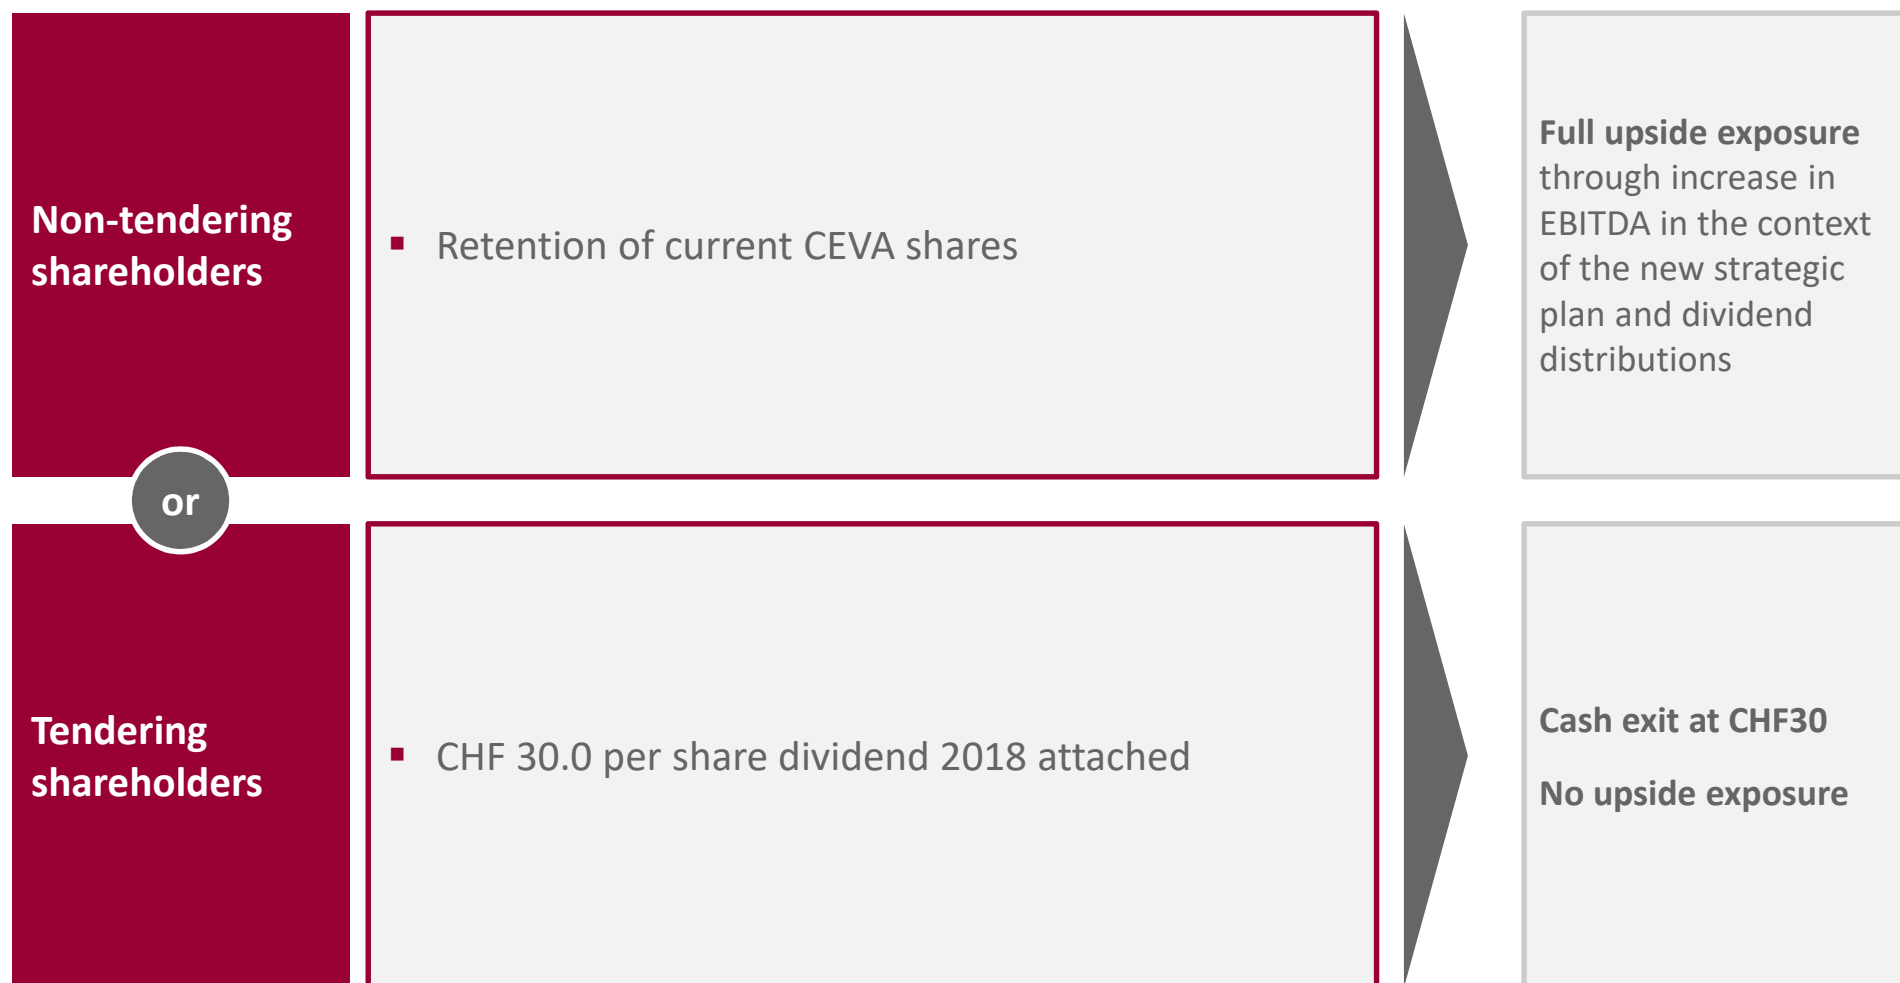 Non-tendering
shareholders
▪ Retention of current CEVA shares
Full upside exposure
through increase in
EBITDA in the context
of the new strategic
plan and dividend
distributions
or
Tendering
shareholders
▪ CHF 30.0 per share dividend 2018 attached
Cash exit at CHF30
No upside exposure